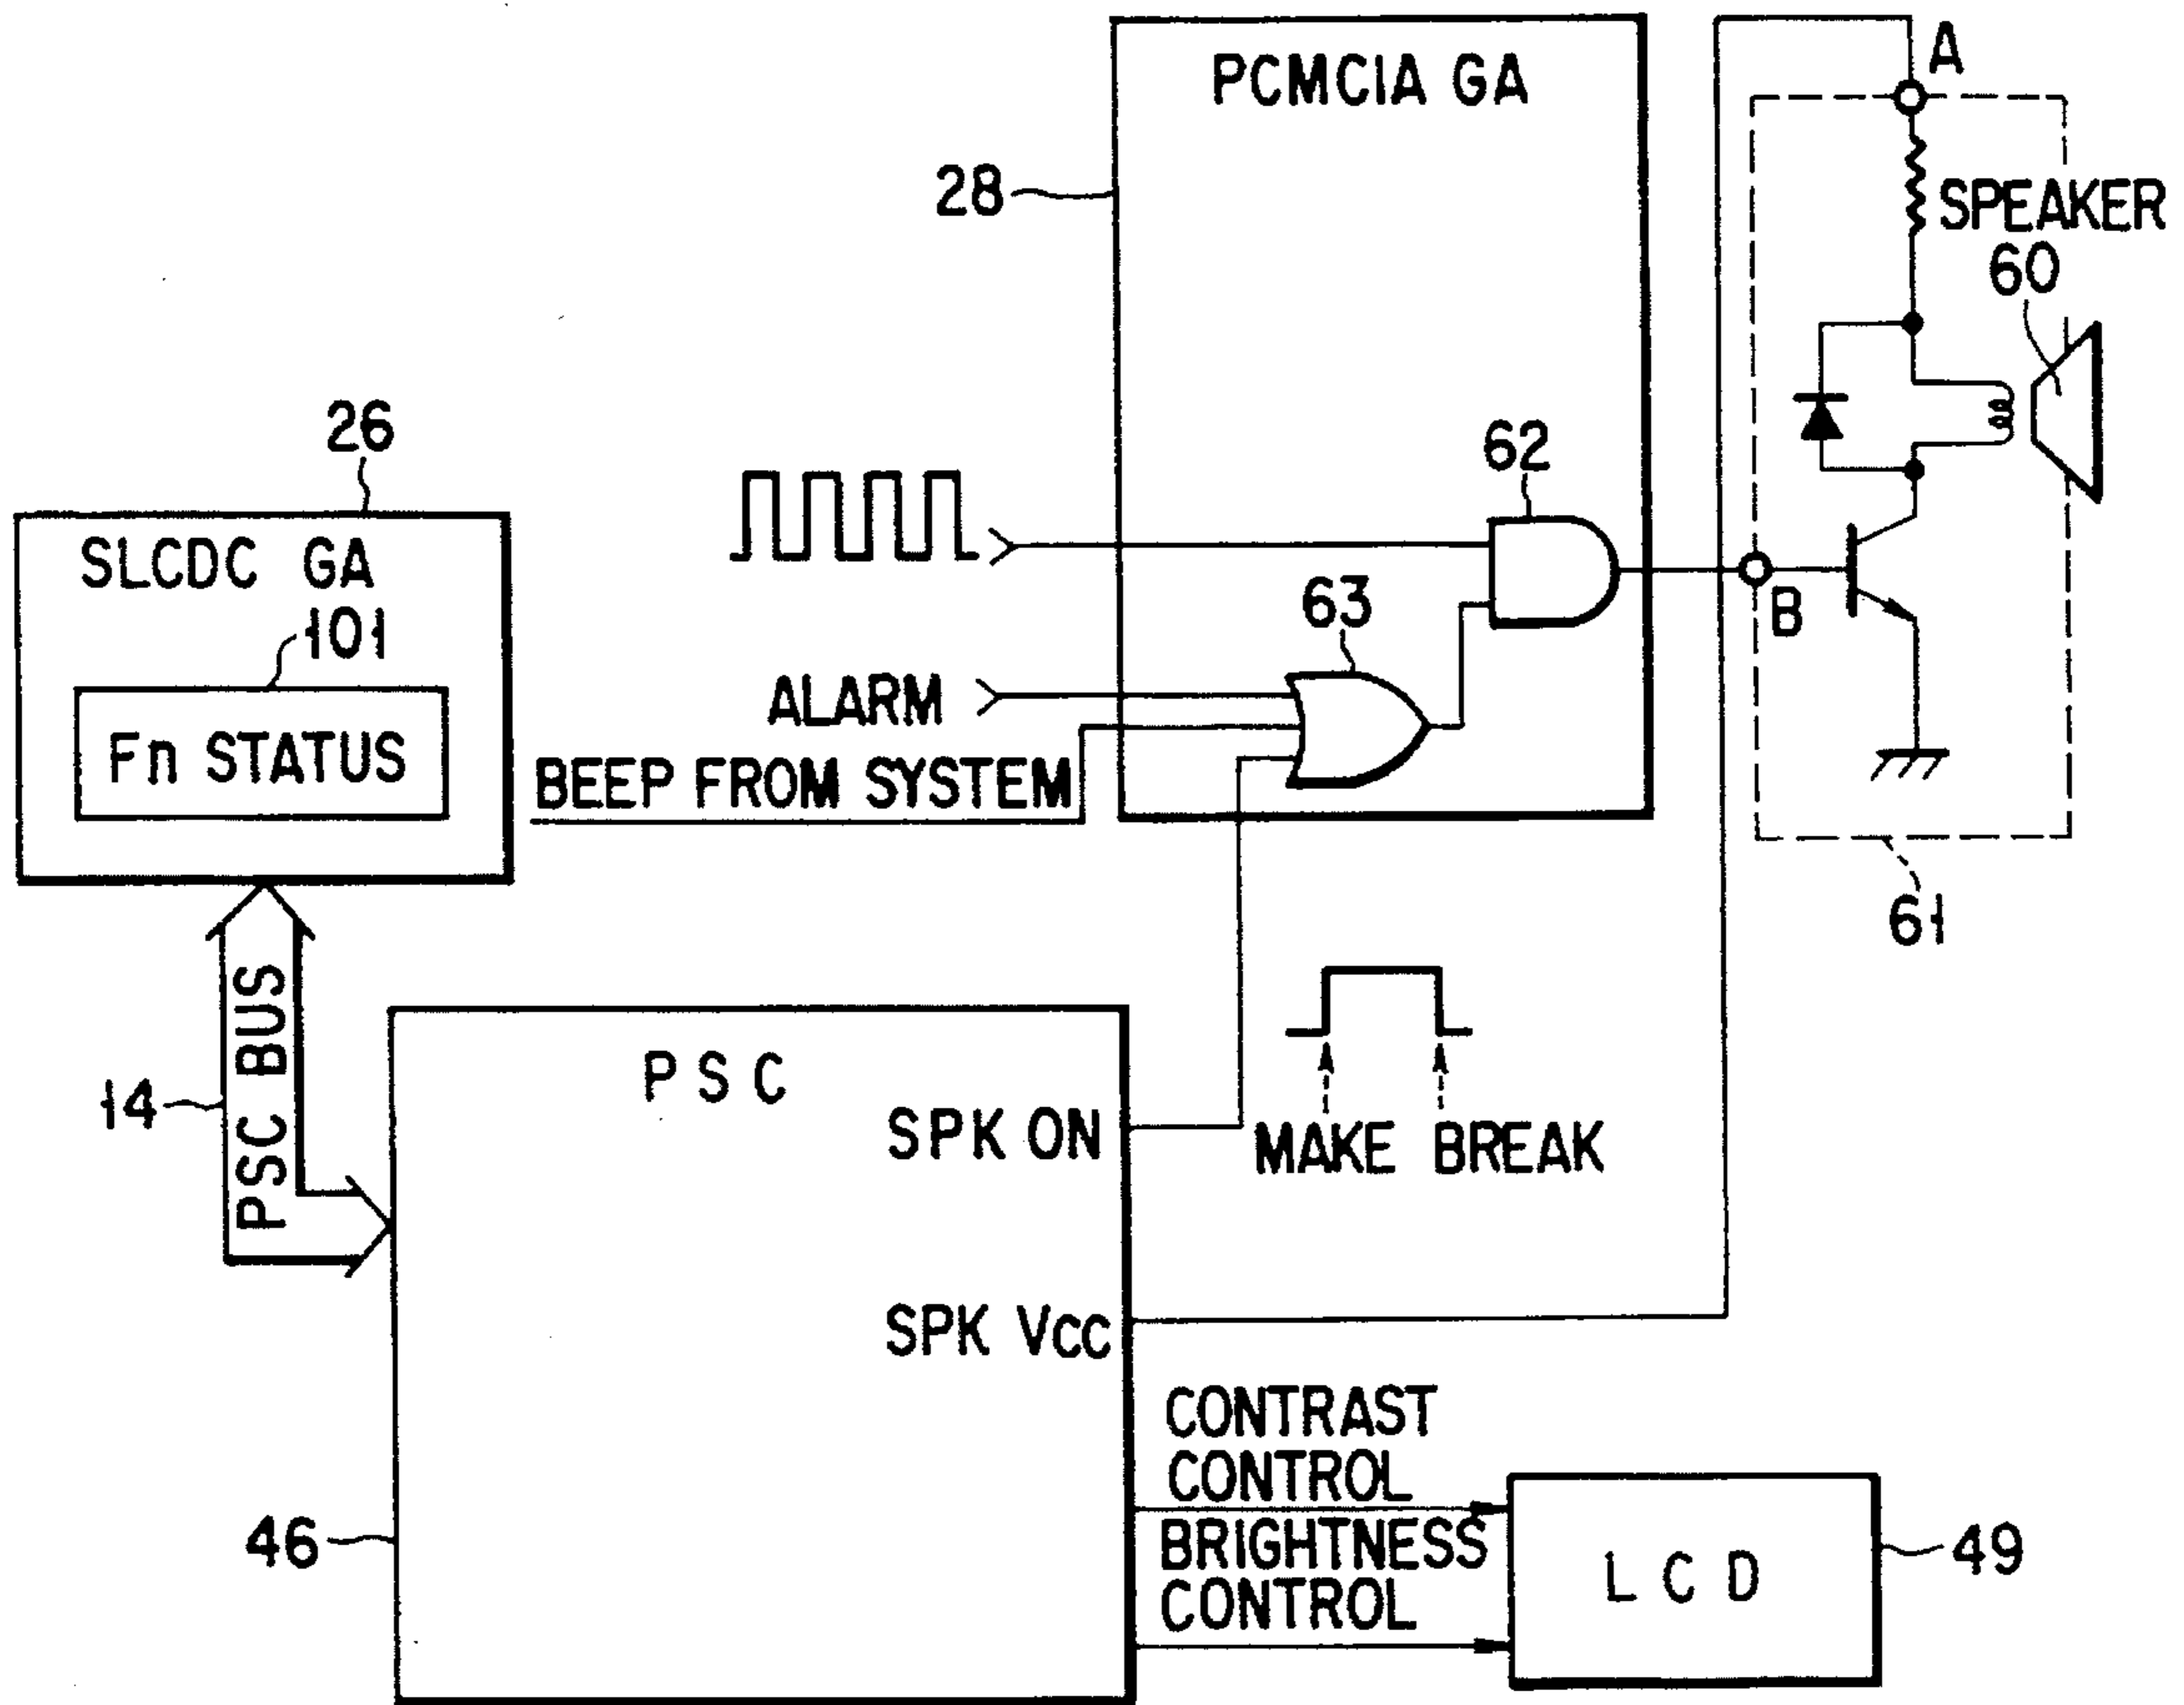 PCMCIA GA
A
28
SPEAKER
60
26
62
SLCDC GA
101
63
B
Fn STATUS
ALARM
BEEP FROM SYSTEM
61
PSC BUS
14
PSC
SPK ON
MAKE BREAK
SPK Vcc
CONTRAST
CONTROL
46
BRIGHTNESS
CONTROL
LCD
49